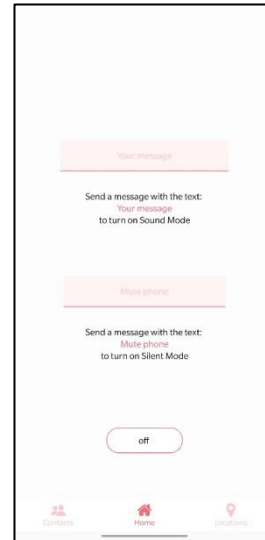 Your message
Send a message with the text:
Your message
to turn on Sound Mode
Mute phone
Send a message with the text:
Mute phone
to turn on Silent Mode
off
Contacts
Home
Locations